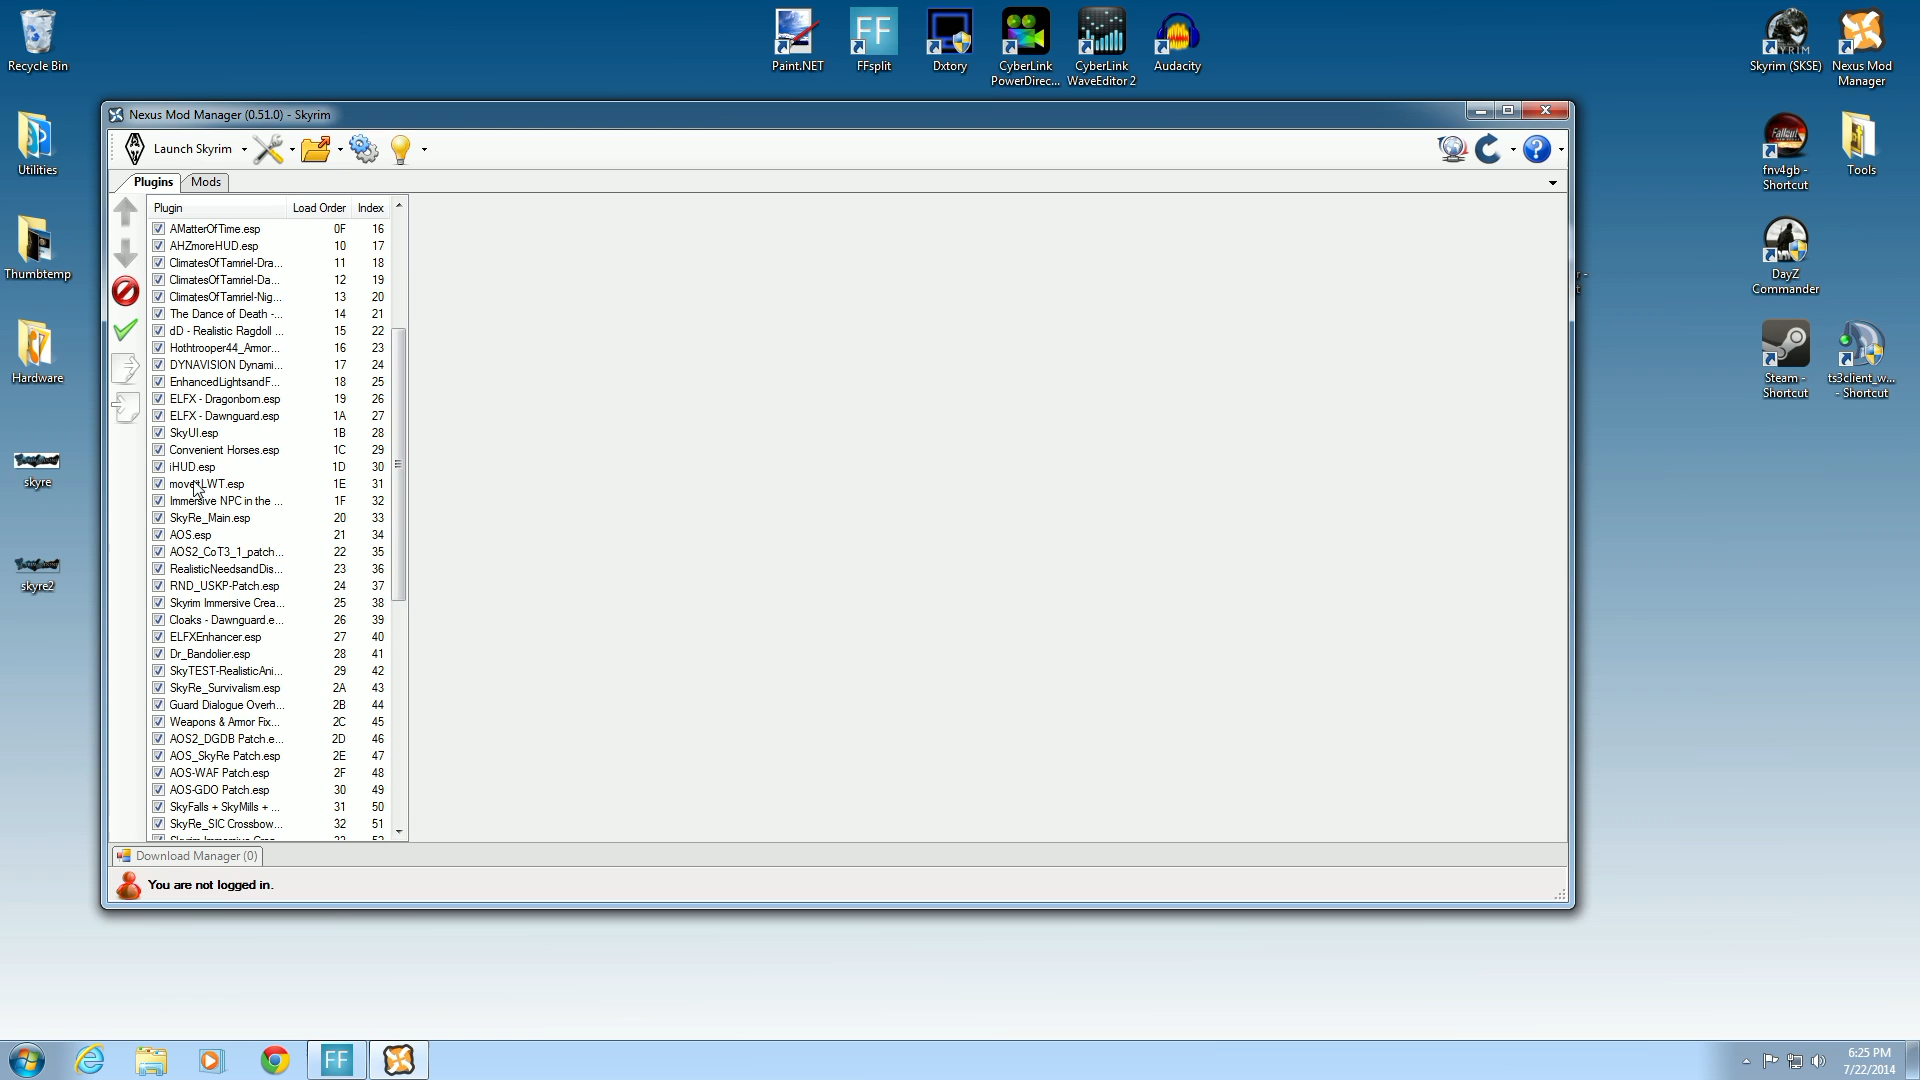 Recycle Bin
Utilities
Thumbtemp
Hardware
skyre
skyre2
Paint.NET
FF
FFsplit
Dxtory
CyberLink
PowerDirec...
CyberLink
WaveEditor 2
Audacity
Skyrim (SKSE)
Nexus Mod
Manager
Fallout
fnv4gb -
Shortcut
Tools
DayZ
Commander
Steam -
Shortcut
ts3client_w...
- Shortcut
Nexus Mod Manager (0.51.0) - Skyrim
Launch Skyrim
Plugins
Mods
Plugin Load Order Index
AMatterOfTime.esp 0F 16
AHZmoreHUD.esp 10 17
ClimatesOfTamriel-Dra... 11 18
ClimatesOfTamriel-Da... 12 19
ClimatesOfTamriel-Nig... 13 20
The Dance of Death -... 14 21
dD - Realistic Ragdoll ... 15 22
Hothtrooper44_Armor... 16 23
DYNAVISION Dynami... 17 24
EnhancedLightsandF... 18 25
ELFX - Dragonborn.esp 19 26
ELFX - Dawnguard.esp 1A 27
SkyUI.esp 1B 28
Convenient Horses.esp 1C 29
iHUD.esp 1D 30
1E 31
Immersive NPC in the ... 1F 32
SkyRe_Main.esp 20 33
AOS.esp 21 34
AOS2_CoT3_1_patch... 22 35
RealisticNeedsandDis... 23 36
RND_USKP-Patch.esp 24 37
Skyrim Immersive Crea... 25 38
Cloaks - Dawnguard.e... 26 39
ELFXEnhancer.esp 27 40
Dr_Bandolier.esp 28 41
SkyTEST-RealisticAni... 29 42
SkyRe_Survivalism.esp 2A 43
Guard Dialogue Overh... 2B 44
Weapons & Armor Fix... 2C 45
AOS2_DGDB Patch.e... 2D 46
AOS_SkyRe Patch.esp 2E 47
AOS-WAF Patch.esp 2F 48
AOS-GDO Patch.esp 30 49
SkyFalls + SkyMills + ... 31 50
SkyRe_SIC Crossbow... 32 51
Download Manager (0)
You are not logged in.
FF
6:25 PM
7/22/2014